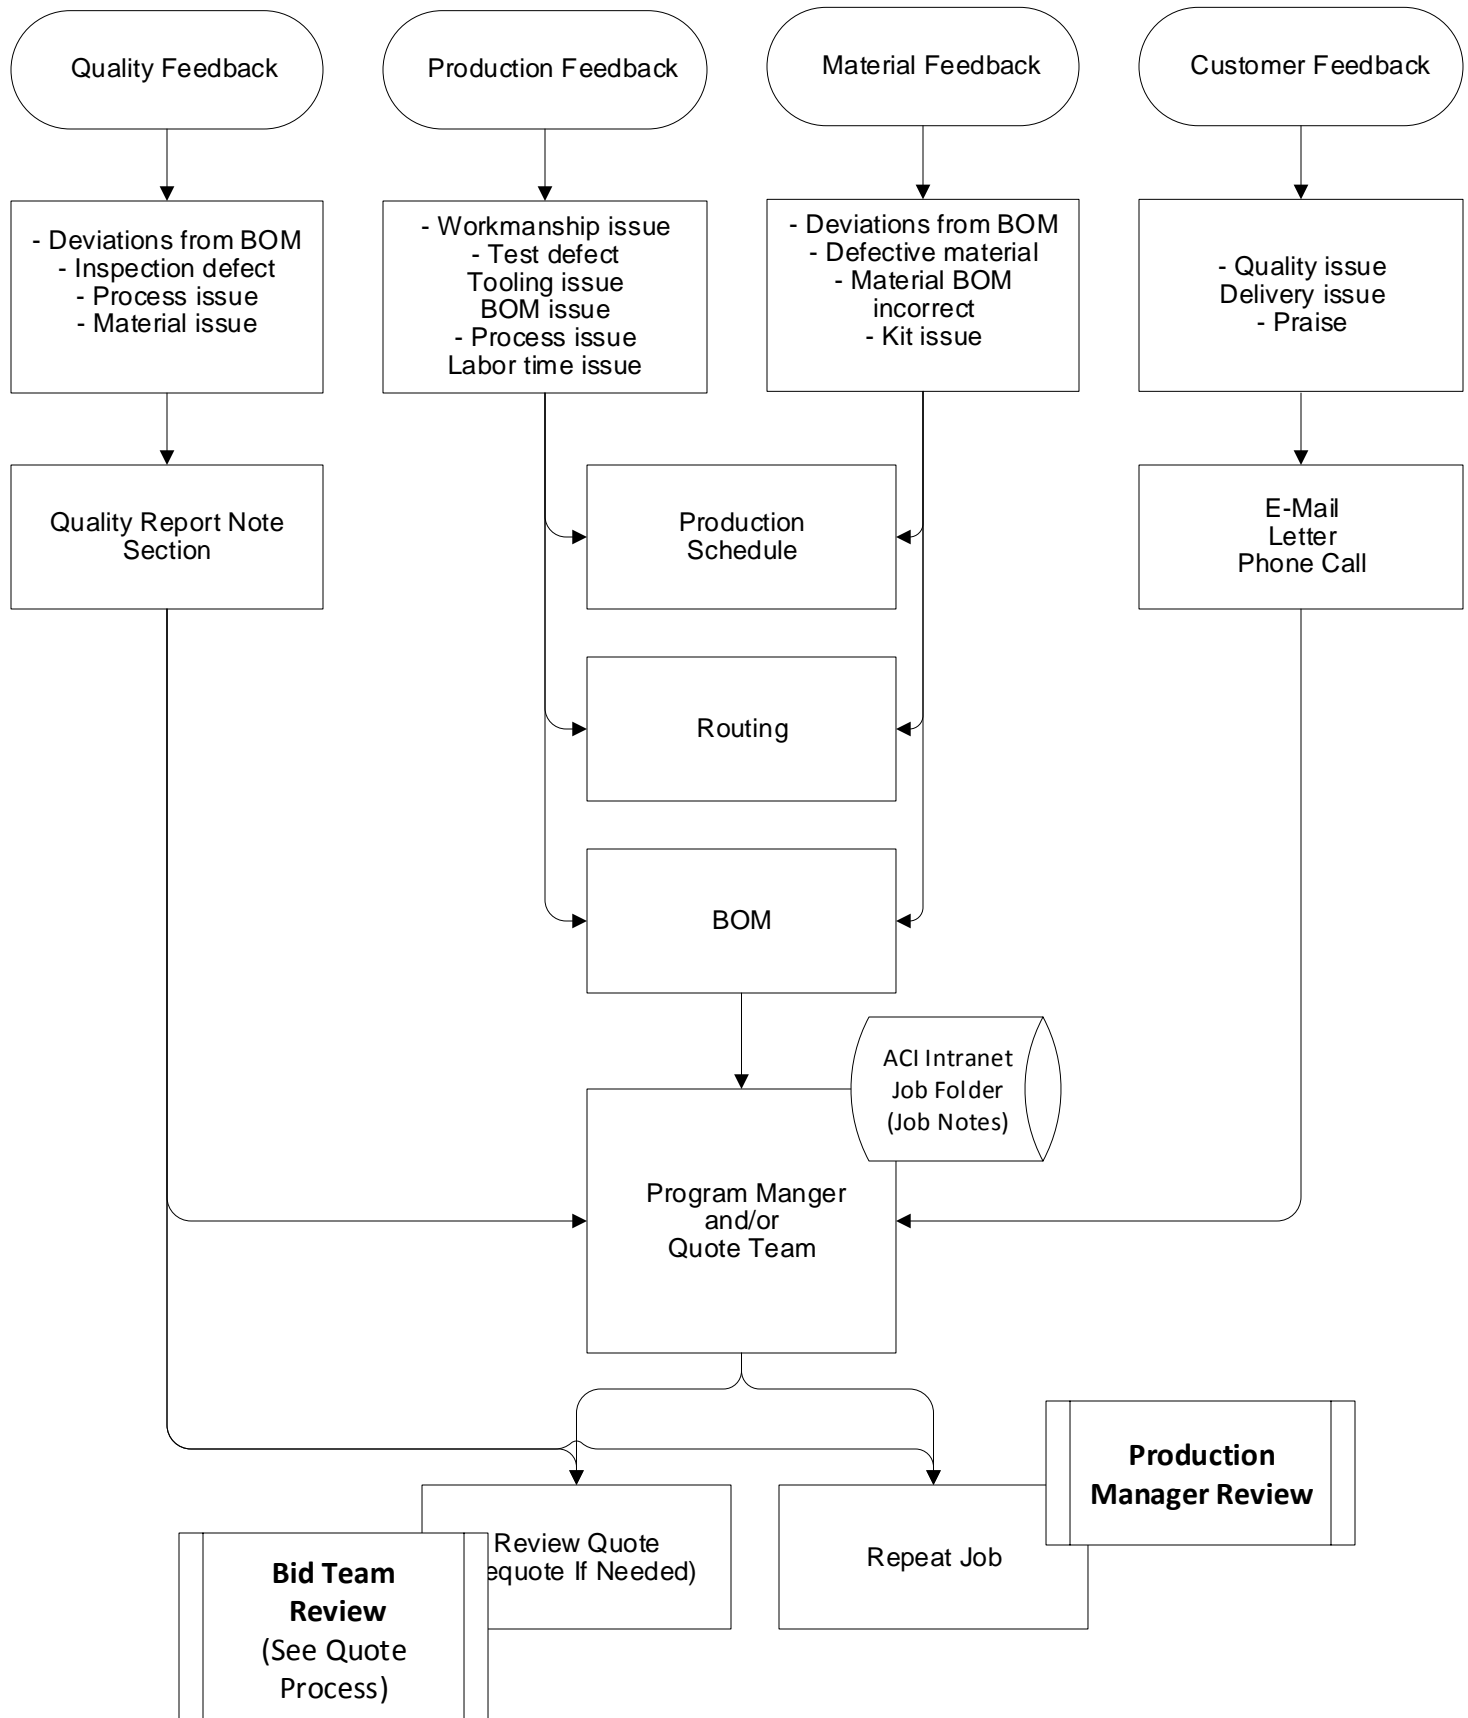 Quality Feedback
Production Feedback
Material Feedback
Customer Feedback
- Deviations from BOM
- Inspection defect
- Process issue
- Material issue
- Workmanship issue
- Test defect
Tooling issue
BOM issue
- Process issue
Labor time issue
- Deviations from BOM
- Defective material
- Material BOM
incorrect
- Kit issue
- Quality issue
Delivery issue
- Praise
Quality Report Note
Section
Production
Schedule
E-Mail
Letter
Phone Call
Routing
BOM
ACI Intranet
Job Folder
(Job Notes)
Program Manger
and/or
Quote Team
Production
Manager Review
Review Quote
equote If Needed)
Repeat Job
Bid Team
Review
(See Quote
Process)